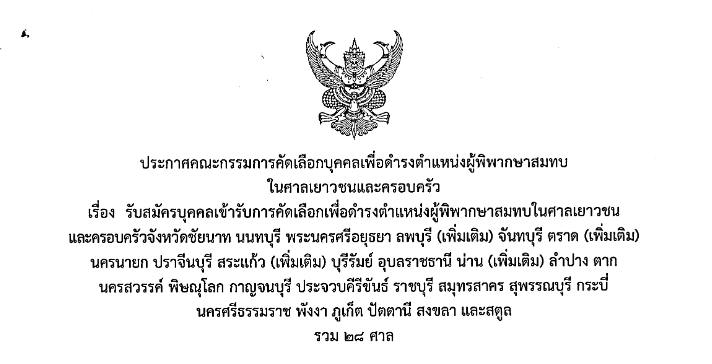 ประกาศคณะกรรมการคัดเลือกบุคคลเพื่อดำรงตำแหน่งผู้พิพากษาสมทบ
ในศาลเยาวชนและครอบครัว
เรื่อง รับสมัครบุคคลเข้ารับการคัดเลือกเพื่อดำรงตำแหน่งผู้พิพากษาสมทบในศาลเยาวชน
และครอบครัวจังหวัดชัยนาท นนทบุรี พระนครศรีอยุธยา ลพบุรี (เพิ่มเติม) จันทบุรี ตราด (เพิ่มเติม)
นครนายก ปราจีนบุรี สระแก้ว (เพิ่มเติม) บุรีรัมย์ อุบลราชธานี น่าน (เพิ่มเติม) ลำปาง ตาก
นครสวรรค์ พิษณุโลก กาญจนบุรี ประจวบคีรีขันธ์ ราชบุรี สมุทรสาคร สุพรรณบุรี กระบี่
นครศรีธรรมราช พังงา ภูเก็ต ปัตตานี สงขลา และสตูล
รวม ๒๘ ศาล